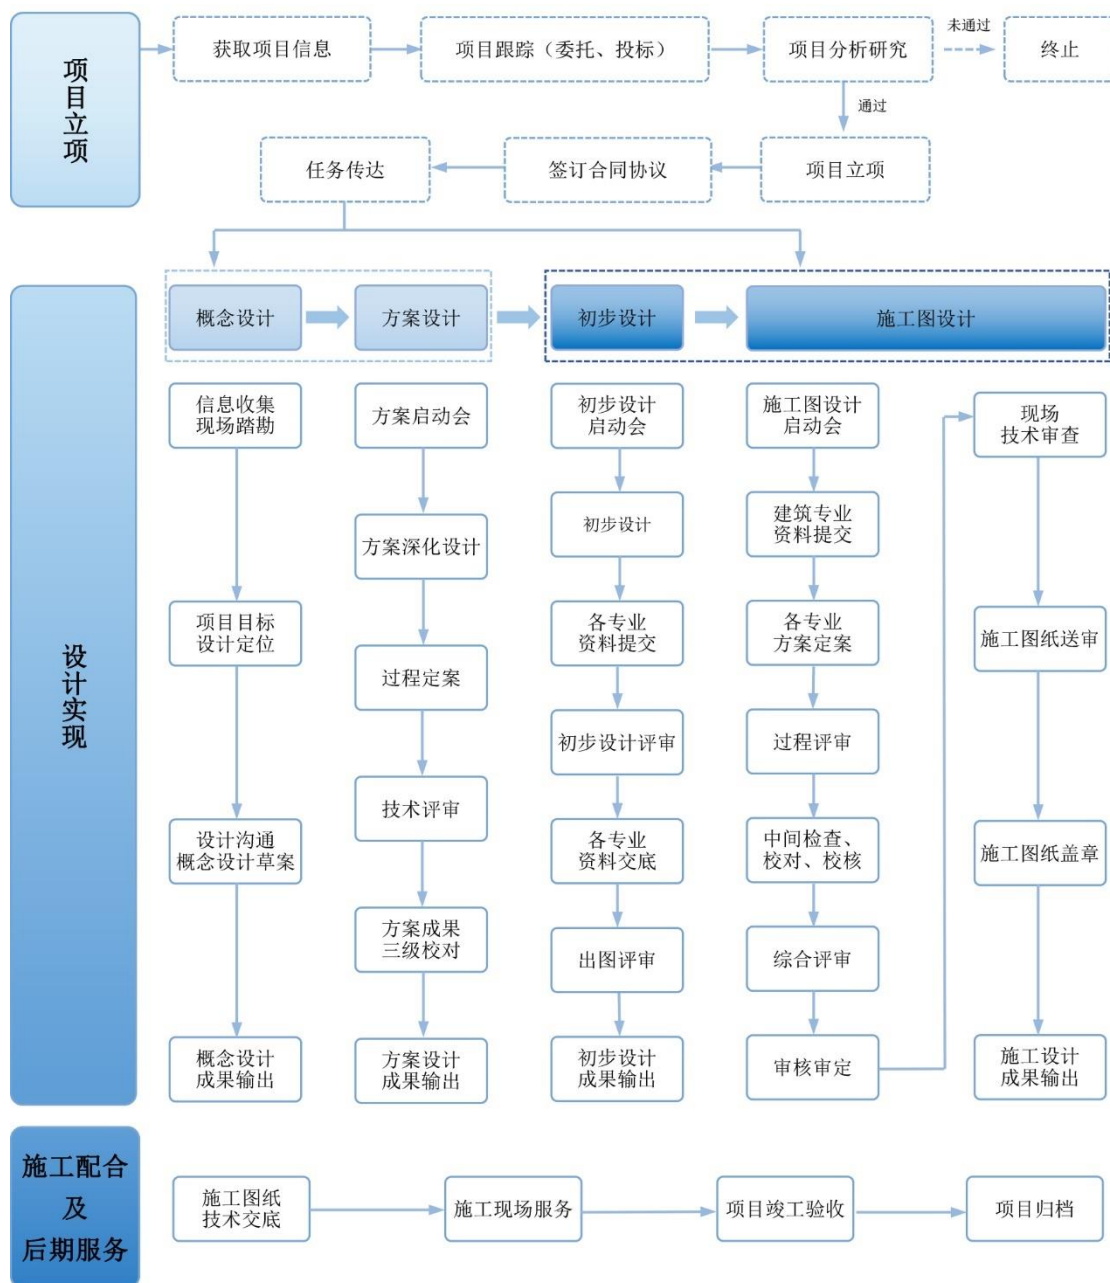 项目立项
获取项目信息
项目跟踪（委托、投标）
项目分析研究
未通过
终止
通过
任务传达
签订合同协议
项目立项
设计实现
概念设计
方案设计
初步设计
施工图设计
信息收集
现场踏勘
项目目标
设计定位
设计沟通
概念设计草案
概念设计
成果输出
方案启动会
方案深化设计
过程定案
技术评审
方案成果
三级校对
方案设计
成果输出
初步设计
启动会
初步设计
各专业
资料提交
初步设计评审
各专业
资料交底
出图评审
初步设计
成果输出
施工图设计
启动会
建筑专业
资料提交
各专业
方案定案
过程评审
中间检查、
校对、校核
综合评审
审核审定
现场
技术审查
施工图纸送审
施工图纸盖章
施工设计
成果输出
施工配合
及
后期服务
施工图纸
技术交底
施工现场服务
项目竣工验收
项目归档